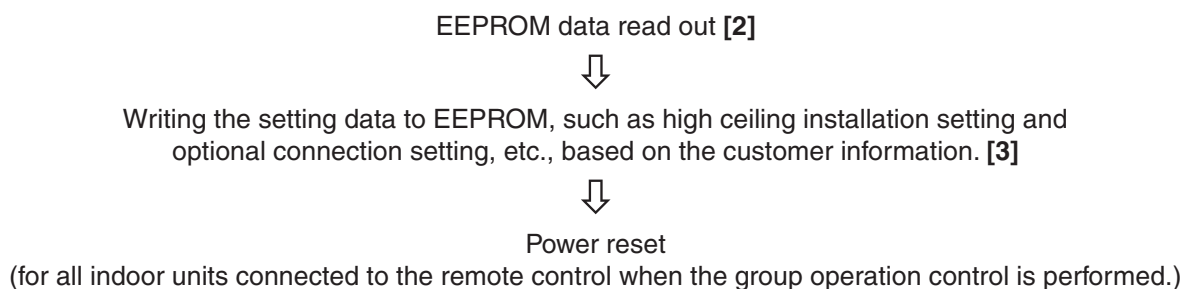 EEPROM data read out [2]
⇩
Writing the setting data to EEPROM, such as high ceiling installation setting and
optional connection setting, etc., based on the customer information. [3]
⇩
Power reset
(for all indoor units connected to the remote control when the group operation control is performed.)